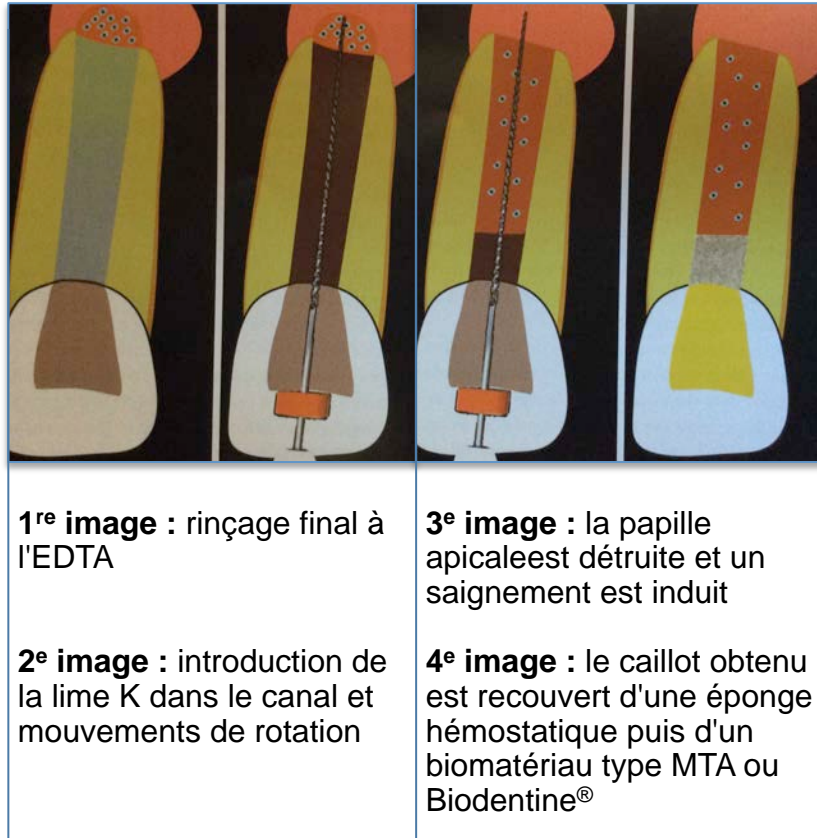 1re image : rinçage final à
l'EDTA
2e image : introduction de
la lime K dans le canal et
mouvements de rotation
3e image : la papille
apicaleest détruite et un
saignement est induit
4e image : le caillot obtenu
est recouvert d'une éponge
hémostatique puis d'un
biomatériau type MTA ou
Biodentine®